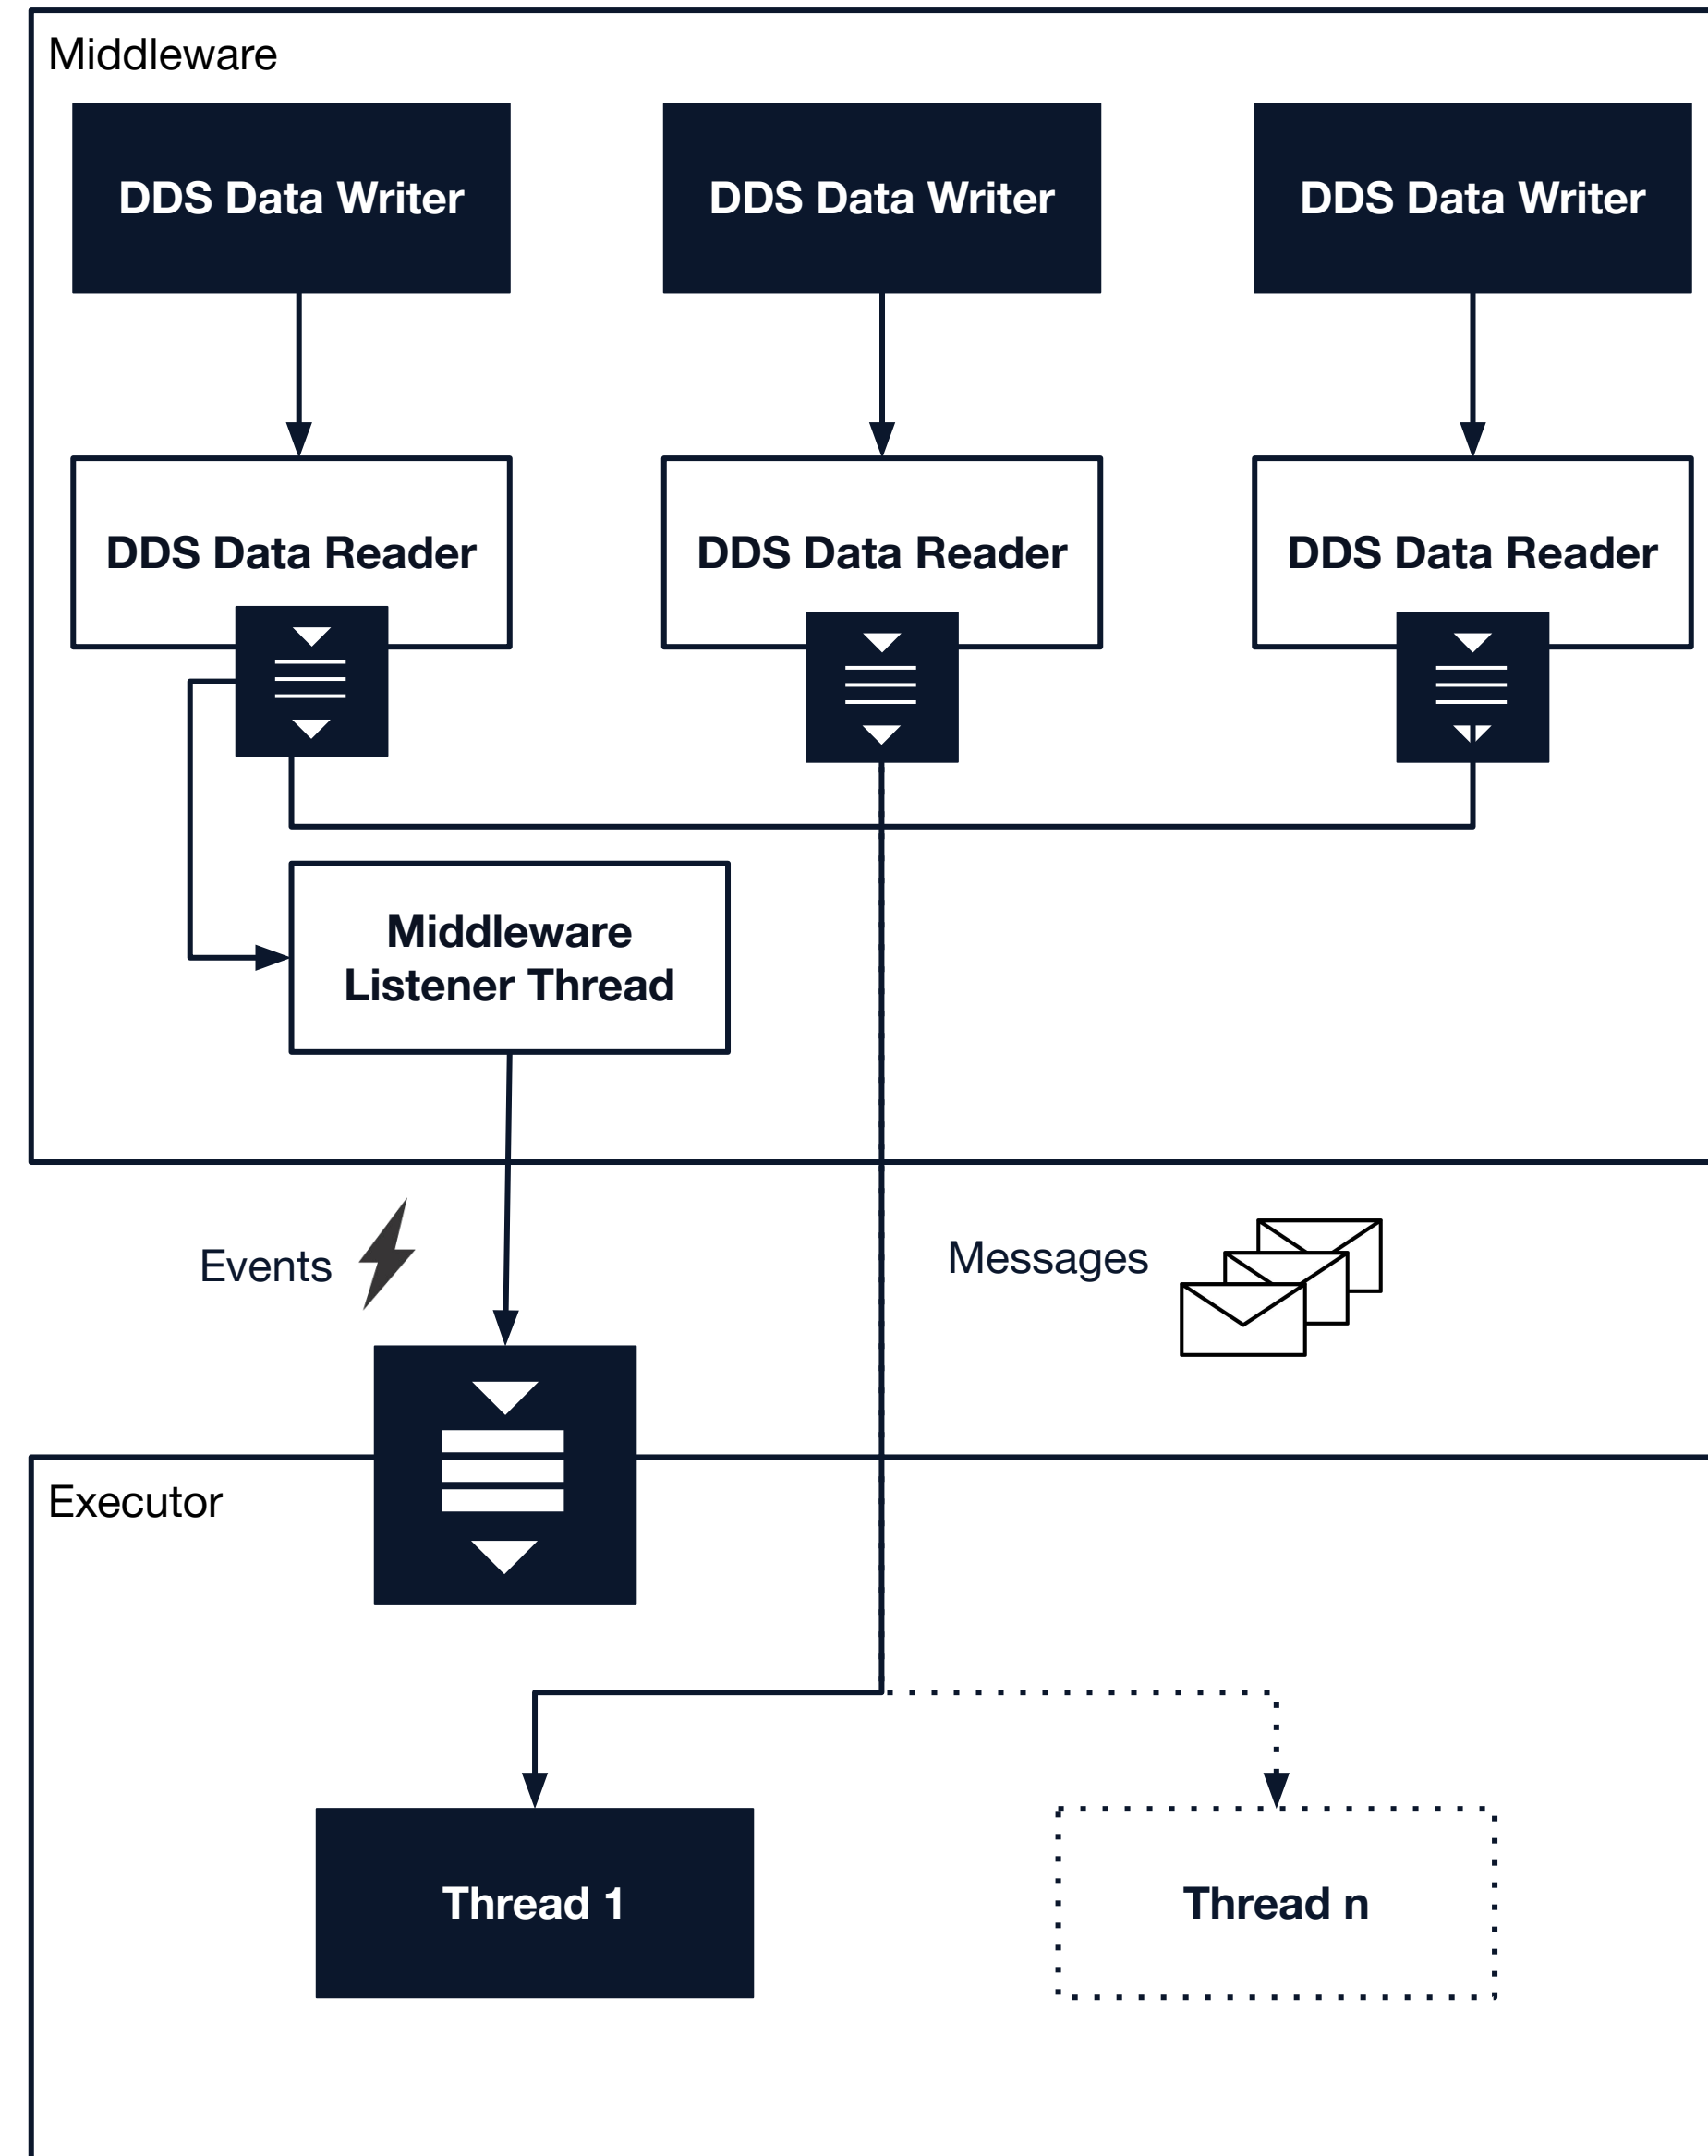 Middleware
DDS Data Writer
DDS Data Writer
DDS Data Writer
DDS Data Reader
DDS Data Reader
DDS Data Reader
Middleware
Listener Thread
Events
Messages
Executor
Thread 1
Thread n